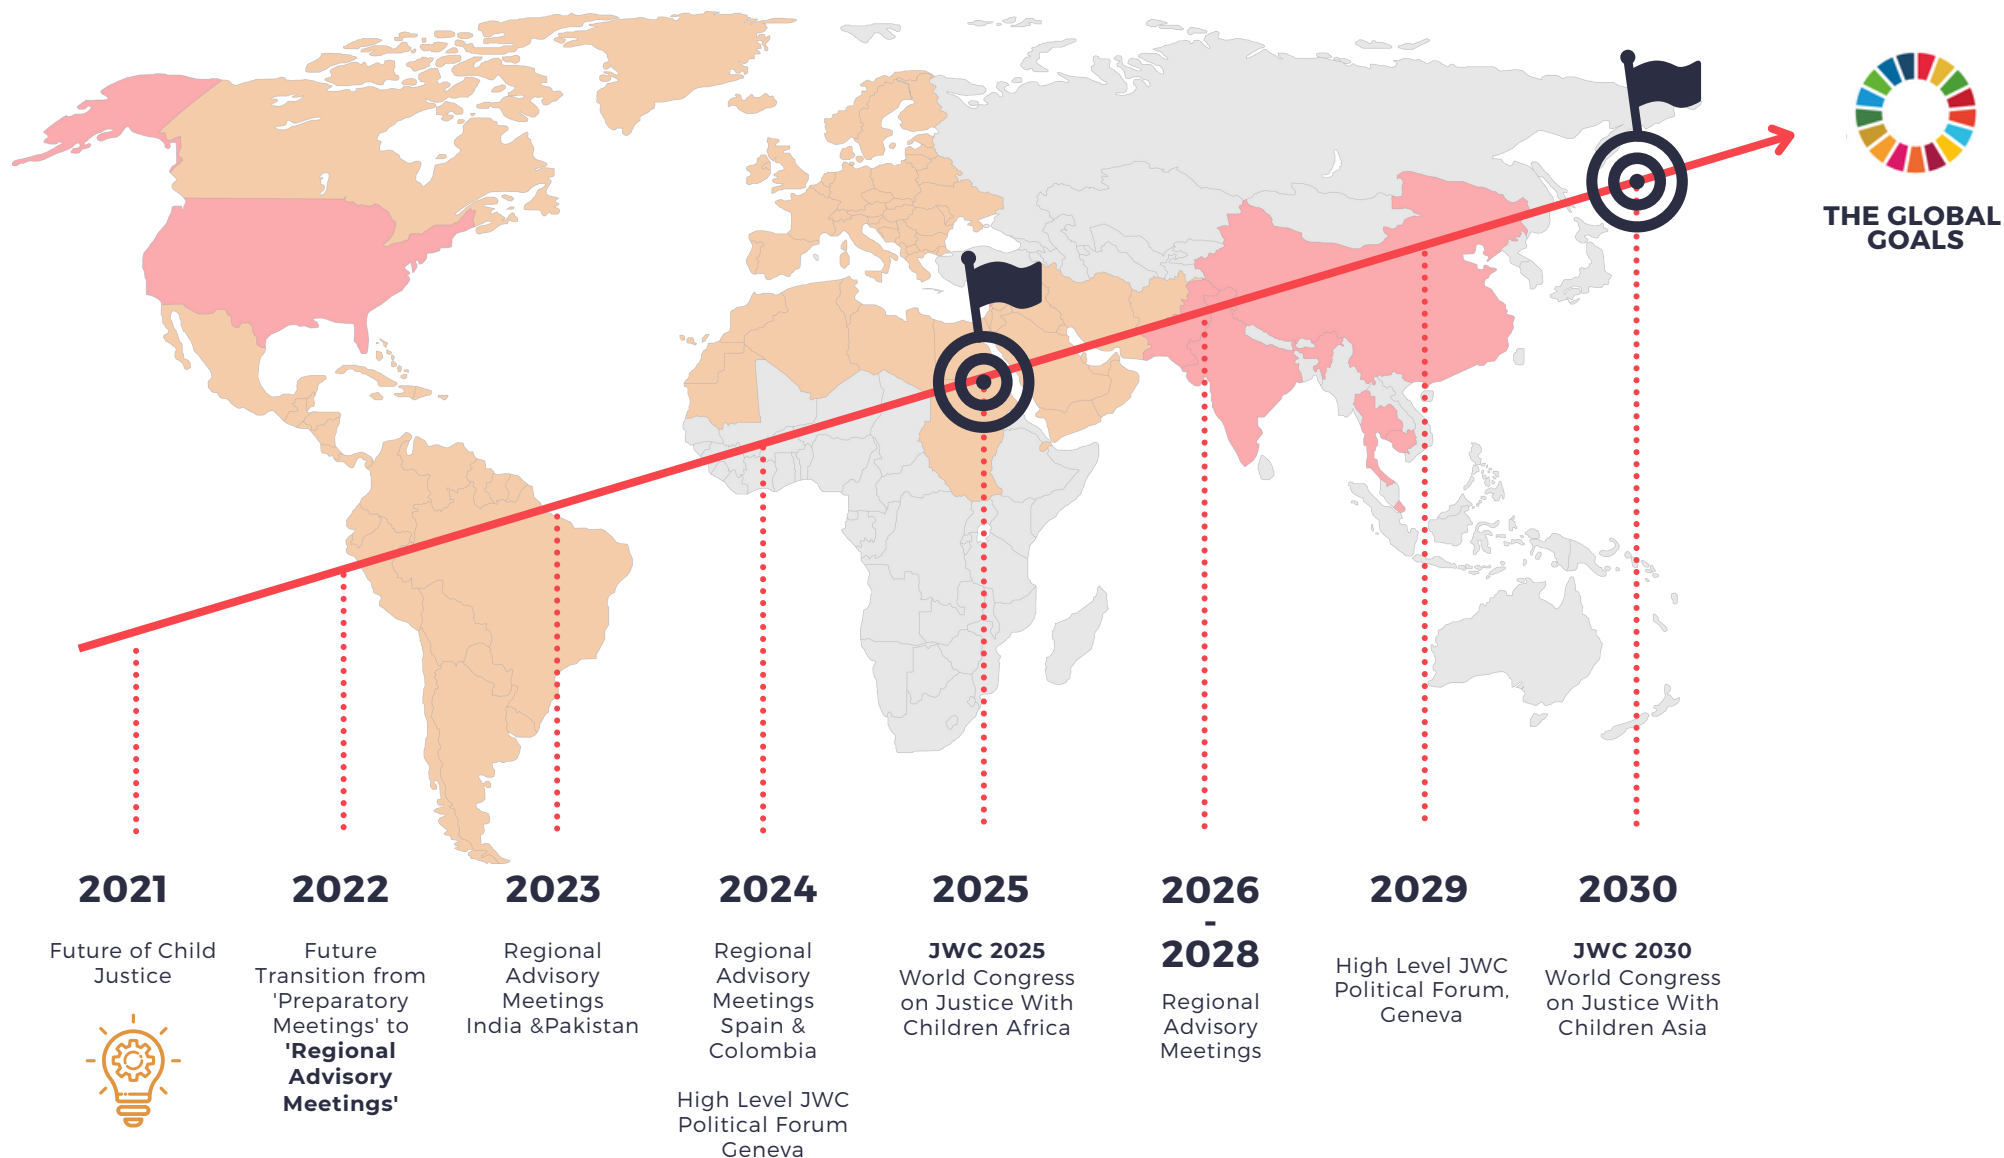 THE GLOBAL
GOALS
2021
Future of Child
Justice
2022
Future
Transition from
'Preparatory
Meetings' to
'Regional
Advisory
Meetings'
2023
Regional
Advisory
Meetings
India &Pakistan
2024
Regional
Advisory
Meetings
Spain &
Colombia
High Level JWC
Political Forum
Geneva
2025
JWC 2025
World Congress
on Justice With
Children Africa
2026
-
2028
Regional
Advisory
Meetings
2029
High Level JWC
Political Forum,
Geneva
2030
JWC 2030
World Congress
on Justice With
Children Asia